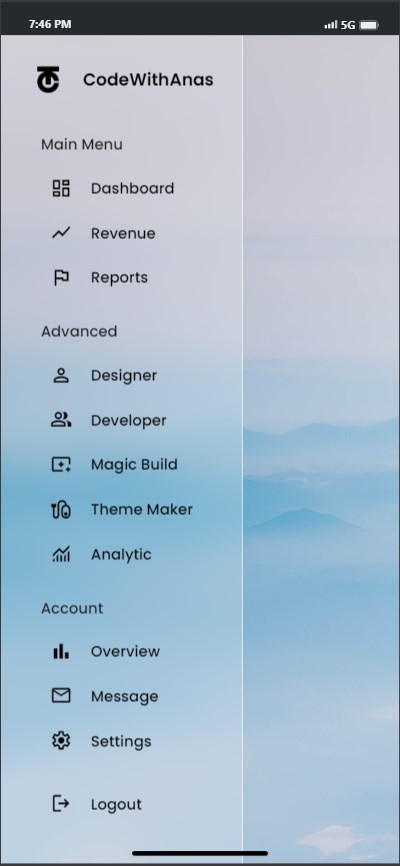 7:46 PM
5G
CodeWithAnas
Main Menu
Dashboard
Revenue
Reports
Advanced
Designer
Developer
Magic Build
Theme Maker
Analytic
Account
Overview
Message
Settings
Logout